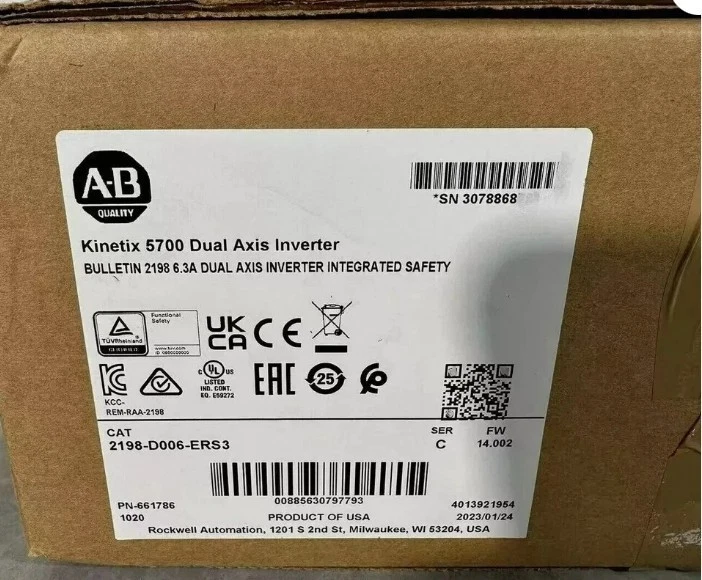 A-B
QUALITY
*SN 3078868
Kinetix 5700 Dual Axis Inverter
BULLETIN 2198 6.3A DUAL AXIS INVERTER INTEGRATED SAFETY
TÜVRheinland
Functional
Safety
UK
CA
CE
C UL US
LISTED
IND. CONT.
EQ. E59272
EAC
25
KCC-
REM-RAA-2198
CAT
SER
FW
2198-D006-ERS3
C
14.002
00885630797793
PN-661786
4013921954
1020
PRODUCT OF USA
2023/01/24
Rockwell Automation, 1201 S 2nd St, Milwaukee, WI 53204, USA